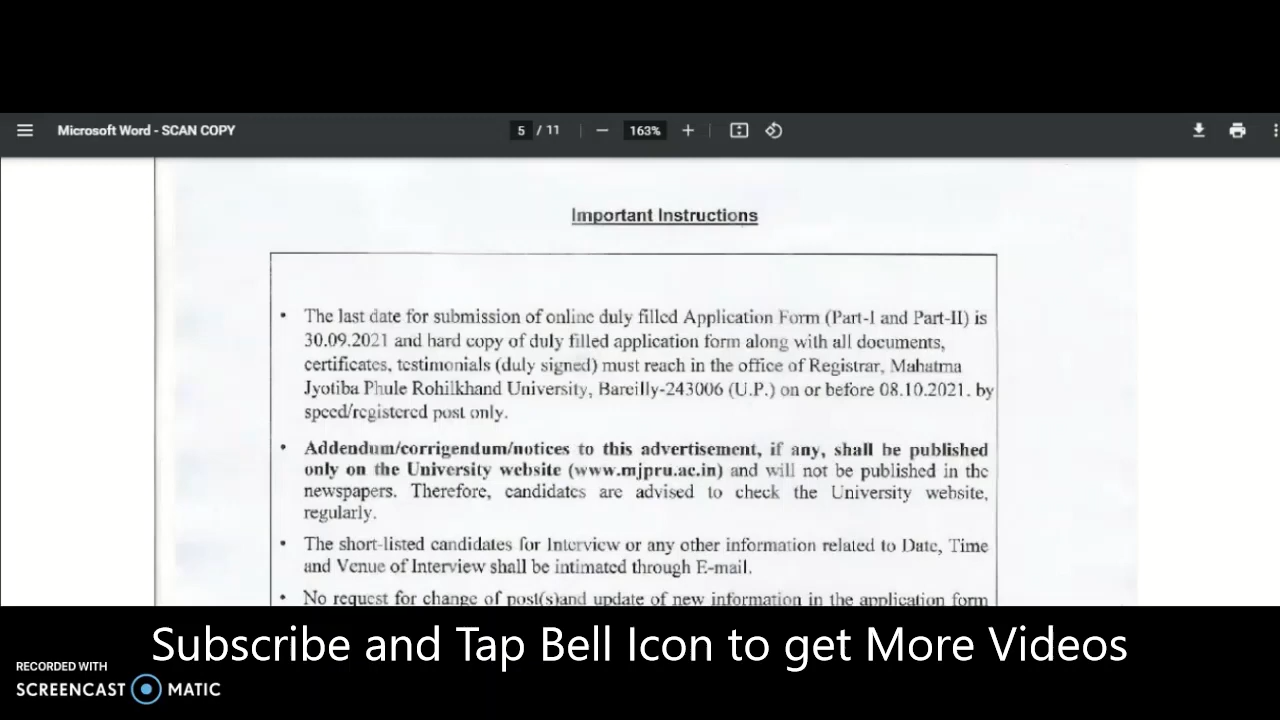 Microsoft Word - SCAN COPY
5 / 11
163%
Important Instructions
• The last date for submission of online duly filled Application Form (Part-I and Part-II) is
30.09.2021 and hard copy of duly filled application form along with all documents,
certificates, testimonials (duly signed) must reach in the office of Registrar, Mahatma
Jyotiba Phule Rohilkhand University, Bareilly-243006 (U.P.) on or before 08.10.2021. by
speed/registered post only.
• Addendum/corrigendum/notices to this advertisement, if any, shall be published
only on the University website (www.mjpru.ac.in) and will not be published in the
newspapers. Therefore, candidates are advised to check the University website,
regularly.
• The short-listed candidates for Interview or any other information related to Date, Time
and Venue of Interview shall be intimated through E-mail.
• No request for change of post(s)and update of new information in the application form
Subscribe and Tap Bell Icon to get More Videos
RECORDED WITH
SCREENCAST MATIC